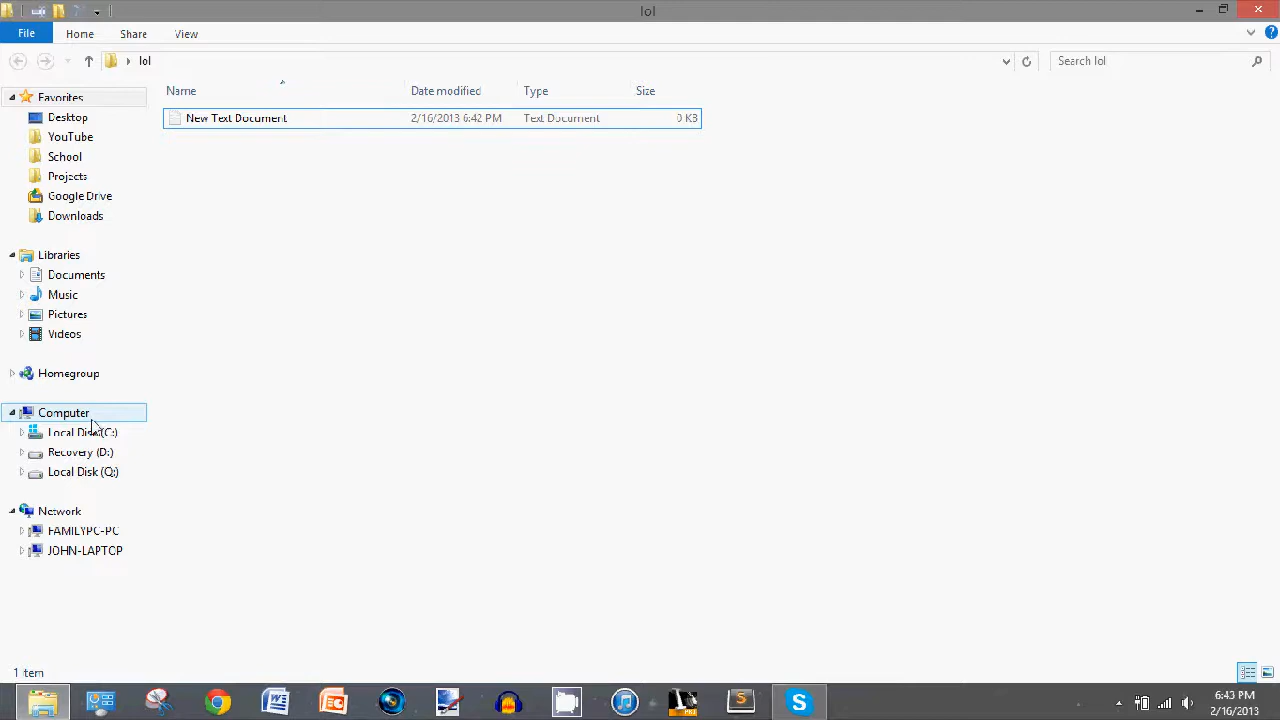 lol
File Home Share View
lol Search lol
Name Date modified Type Size
New Text Document 2/16/2013 6:42 PM Text Document 0 KB
Favorites
Desktop
YouTube
School
Projects
Google Drive
Downloads
Libraries
Documents
Music
Pictures
Videos
Homegroup
Computer
Local Disk (C:)
Recovery (D:)
Local Disk (Q:)
Network
FAMILYPC-PC
JOHN-LAPTOP
1 item
6:43 PM
2/16/2013